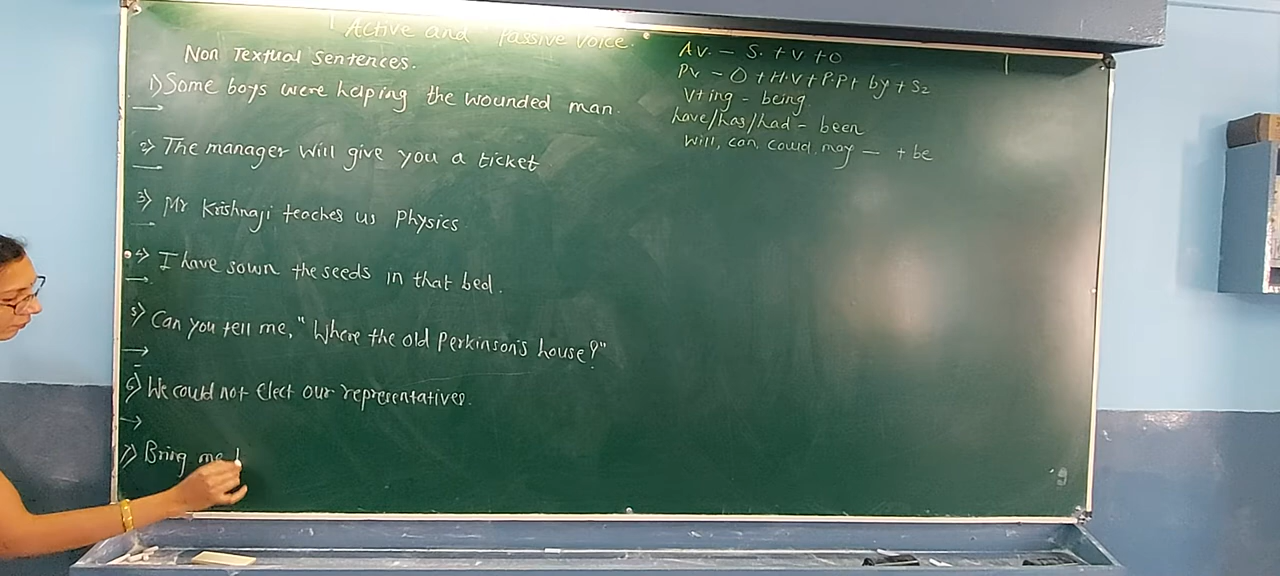 Active and Passive Voice.
Non Textual Sentences.
1) Some boys were helping the wounded man.
→
2) The manager will give you a ticket
3) Mr Krishnaji teaches us Physics
4) I have sown the seeds in that bed.
→
5) Can you tell me, "Where the old Perkinson's house?"
→
6) We could not Elect our representatives.
→
7) Bring me
AV. - S. + V + O
PV - O + H.V + P.P + by + S2
V+ing - being
have/has/had - been
Will, can, could, may — + be